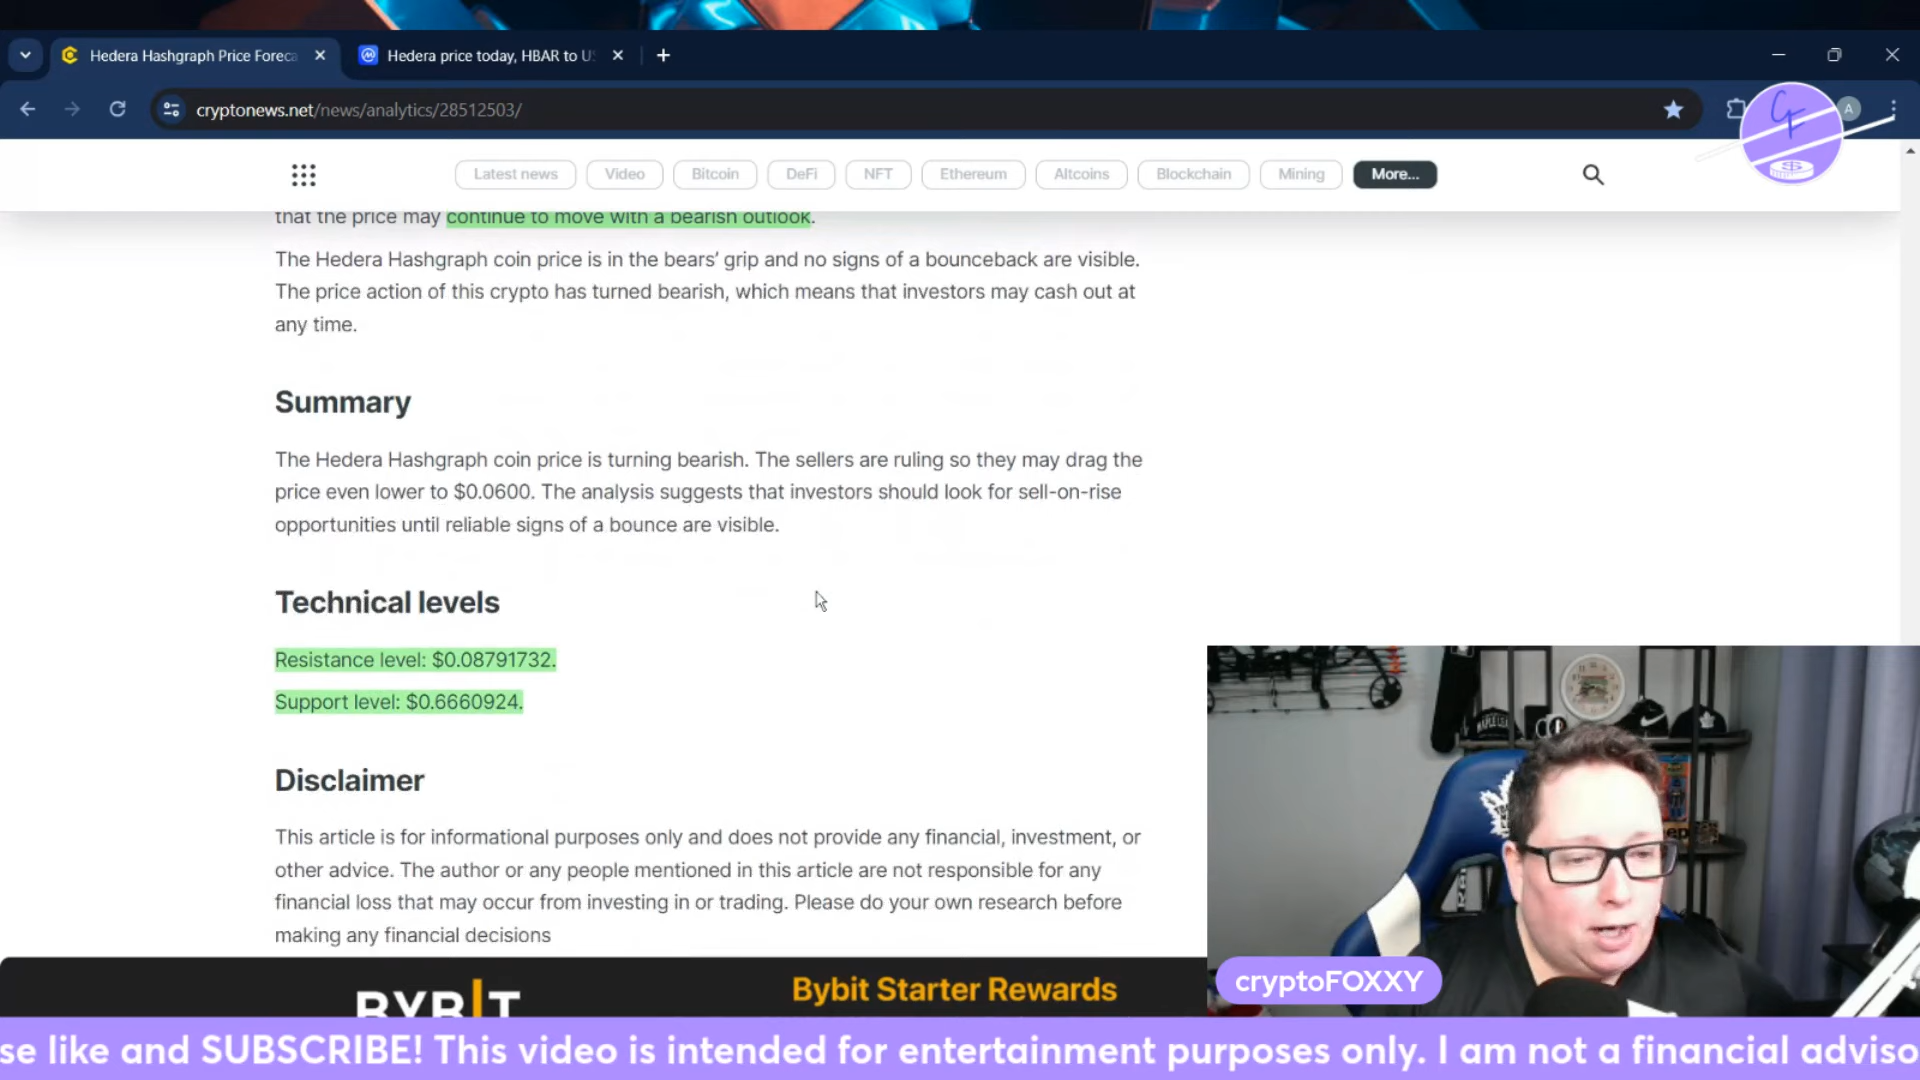 Hedera Hashgraph Price Foreca
Hedera price today, HBAR to U
cryptonews.net/news/analytics/28512503/
A
CF
$
Latest news
Video
Bitcoin
DeFi
NFT
Ethereum
Altcoins
Blockchain
Mining
More...
that the price may continue to move with a bearish outlook.
The Hedera Hashgraph coin price is in the bears’ grip and no signs of a bounceback are visible.
The price action of this crypto has turned bearish, which means that investors may cash out at
any time.
Summary
The Hedera Hashgraph coin price is turning bearish. The sellers are ruling so they may drag the
price even lower to $0.0600. The analysis suggests that investors should look for sell-on-rise
opportunities until reliable signs of a bounce are visible.
Technical levels
Resistance level: $0.08791732.
Support level: $0.6660924.
Disclaimer
This article is for informational purposes only and does not provide any financial, investment, or
other advice. The author or any people mentioned in this article are not responsible for any
financial loss that may occur from investing in or trading. Please do your own research before
making any financial decisions
BYBIT
Bybit Starter Rewards
cryptoFOXXY
se like and SUBSCRIBE! This video is intended for entertainment purposes only. I am not a financial adviso